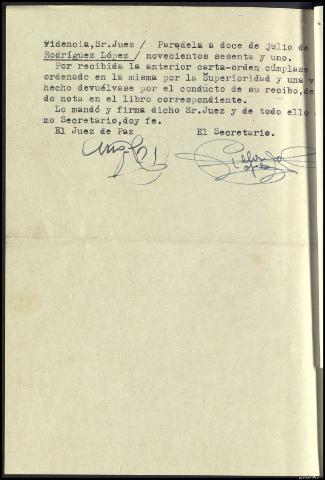 videncia,Sr.Juez / Paradela a doce de julio de
Rodríguez López / novecientos sesenta y uno.
Por recibida la anterior carta-orden cúmplase
ordenado en la misma por la Superioridad y una v
hecho devuélvase por el conducto de su recibo,de
do nota en el libro correspondiente.
Lo mandó y firma dicho Sr.Juez y de todo ello
mo Secretario,doy fe.
El Juez de Paz El Secretario.